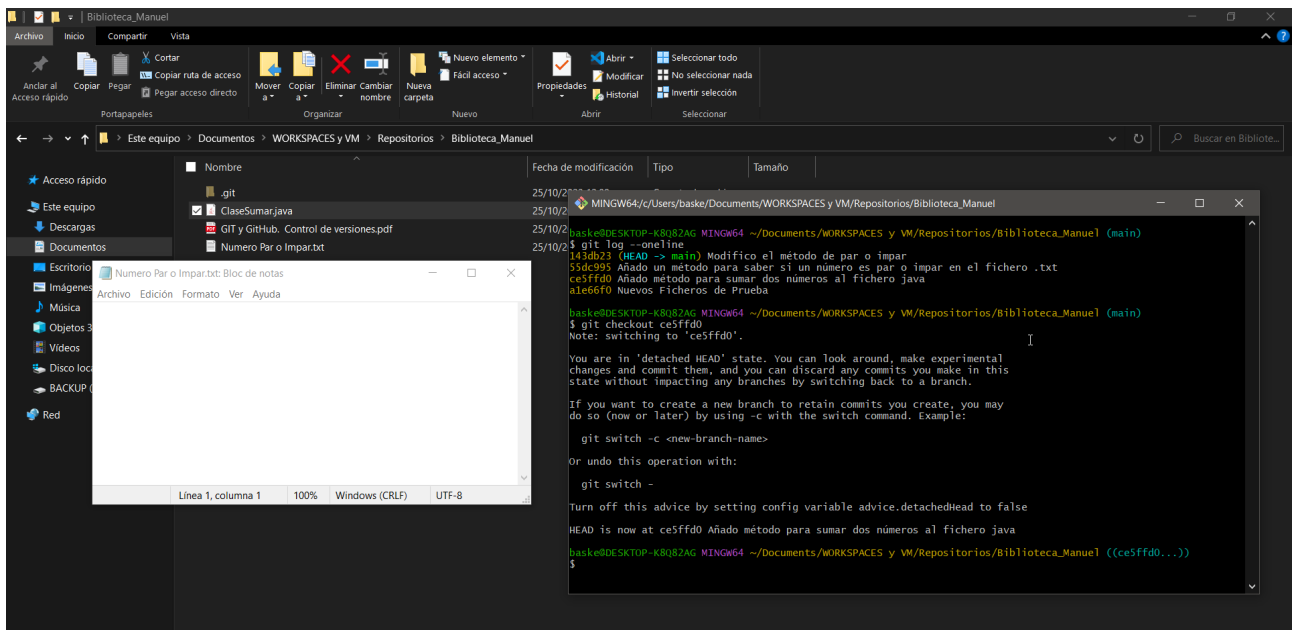 Biblioteca_Manuel
Archivo Inicio Compartir Vista
Anclar al Acceso rápido
Copiar
Pegar
Cortar
Copiar ruta de acceso
Pegar acceso directo
Mover a
Copiar a
Eliminar
Cambiar nombre
Nueva carpeta
Nuevo elemento
Fácil acceso
Propiedades
Abrir
Modificar
Historial
Seleccionar todo
No seleccionar nada
Invertir selección
Portapapeles Organizar Nuevo Abrir Seleccionar
Este equipo > Documentos > WORKSPACES y VM > Repositorios > Biblioteca_Manuel
Buscar en Bibliote...
Nombre Fecha de modificación Tipo Tamaño
Acceso rápido
Este equipo
Descargas
Documentos
Escritorio
Imágenes
Música
Objetos 3
Vídeos
Disco loc
BACKUP (
Red
.git
ClaseSumar.java 25/10/2
GIT y GitHub. Control de versiones.pdf 25/10/2
Numero Par o Impar.txt 25/10/2
Numero Par o Impar.txt: Bloc de notas
Archivo Edición Formato Ver Ayuda
Línea 1, columna 1 100% Windows (CRLF) UTF-8
MINGW64:/c/Users/baske/Documents/WORKSPACES y VM/Repositorios/Biblioteca_Manuel
baske@DESKTOP-K8Q82AG MINGW64 ~/Documents/WORKSPACES y VM/Repositorios/Biblioteca_Manuel (main)
$ git log --oneline
143db23 (HEAD -> main) Modifico el método de par o impar
55dc995 Añado un método para saber si un número es par o impar en el fichero .txt
ce5ffd0 Añado método para sumar dos números al fichero java
a1e66f0 Nuevos Ficheros de Prueba
baske@DESKTOP-K8Q82AG MINGW64 ~/Documents/WORKSPACES y VM/Repositorios/Biblioteca_Manuel (main)
$ git checkout ce5ffd0
Note: switching to 'ce5ffd0'.
You are in 'detached HEAD' state. You can look around, make experimental
changes and commit them, and you can discard any commits you make in this
state without impacting any branches by switching back to a branch.
If you want to create a new branch to retain commits you create, you may
do so (now or later) by using -c with the switch command. Example:
git switch -c <new-branch-name>
Or undo this operation with:
git switch -
Turn off this advice by setting config variable advice.detachedHead to false
HEAD is now at ce5ffd0 Añado método para sumar dos números al fichero java
baske@DESKTOP-K8Q82AG MINGW64 ~/Documents/WORKSPACES y VM/Repositorios/Biblioteca_Manuel ((ce5ffd0...))
$